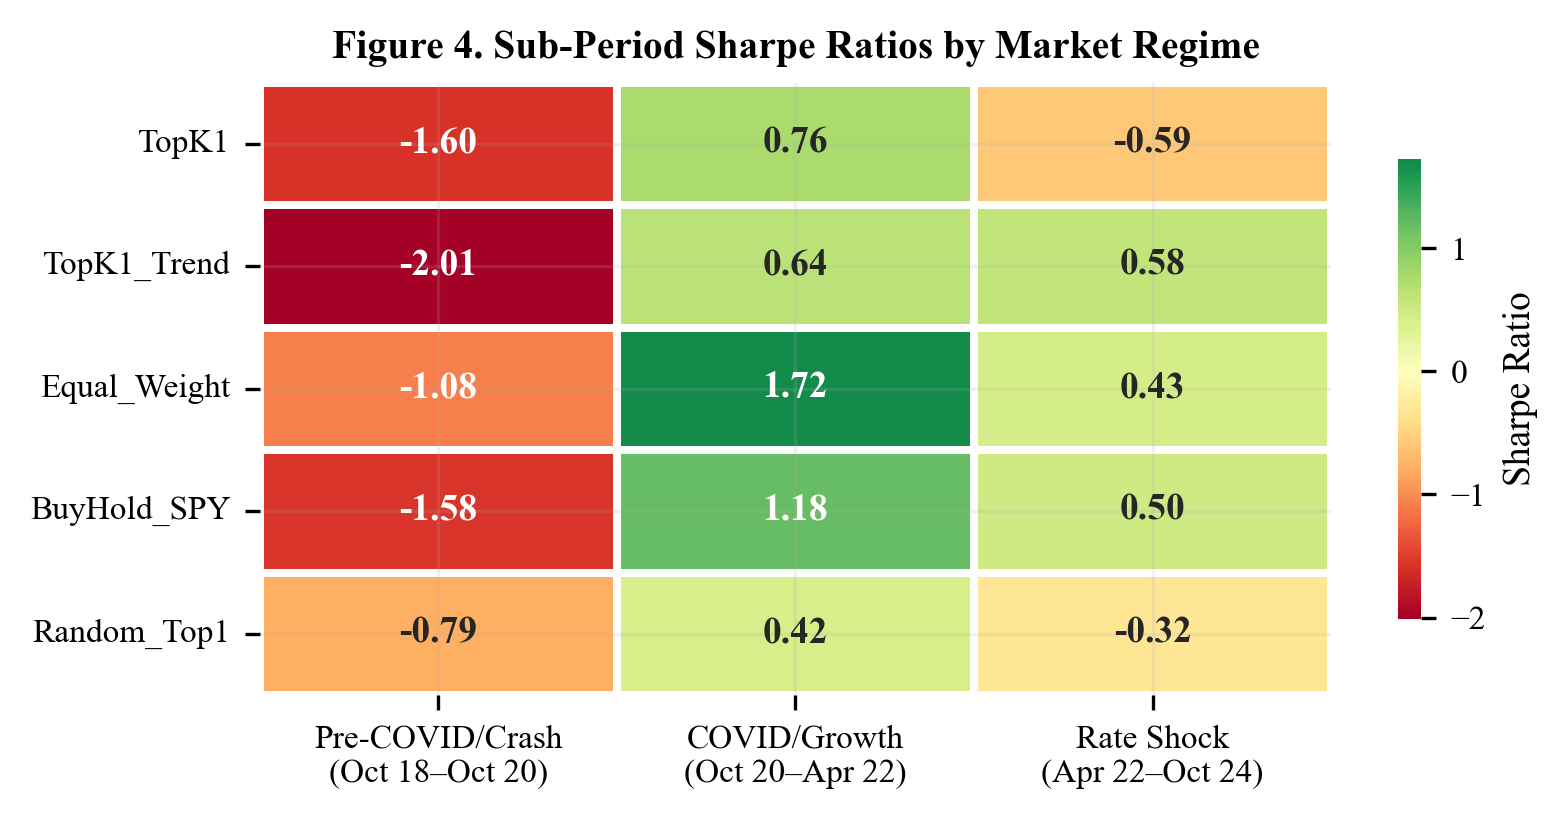 Figure 4. Sub-Period Sharpe Ratios by Market Regime
TopK1 -1.60 0.76 -0.59
TopK1_Trend -2.01 0.64 0.58
Equal_Weight -1.08 1.72 0.43
BuyHold_SPY -1.58 1.18 0.50
Random_Top1 -0.79 0.42 -0.32
Pre-COVID/Crash
(Oct 18–Oct 20)
COVID/Growth
(Oct 20–Apr 22)
Rate Shock
(Apr 22–Oct 24)
1
0
−1
−2
Sharpe Ratio